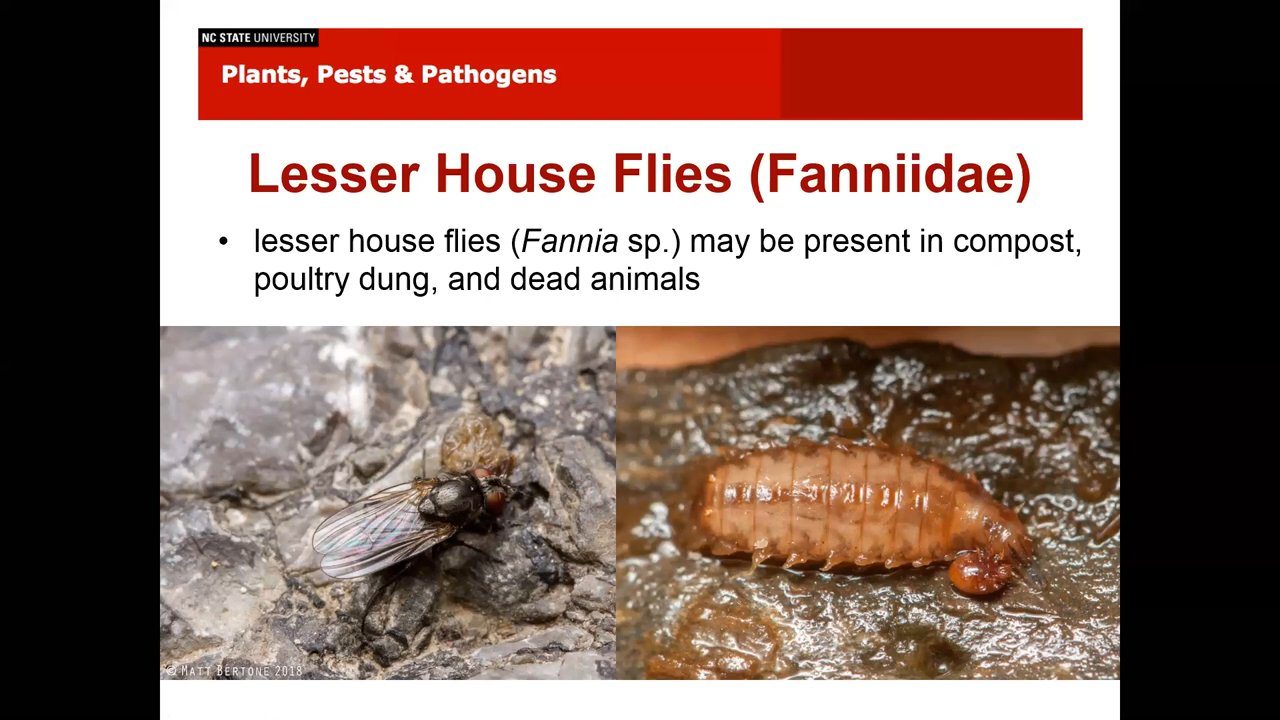 NC STATE UNIVERSITY
Plants, Pests & Pathogens
Lesser House Flies (Fanniidae)
• lesser house flies (Fannia sp.) may be present in compost,
poultry dung, and dead animals
© Matt Bertone 2018